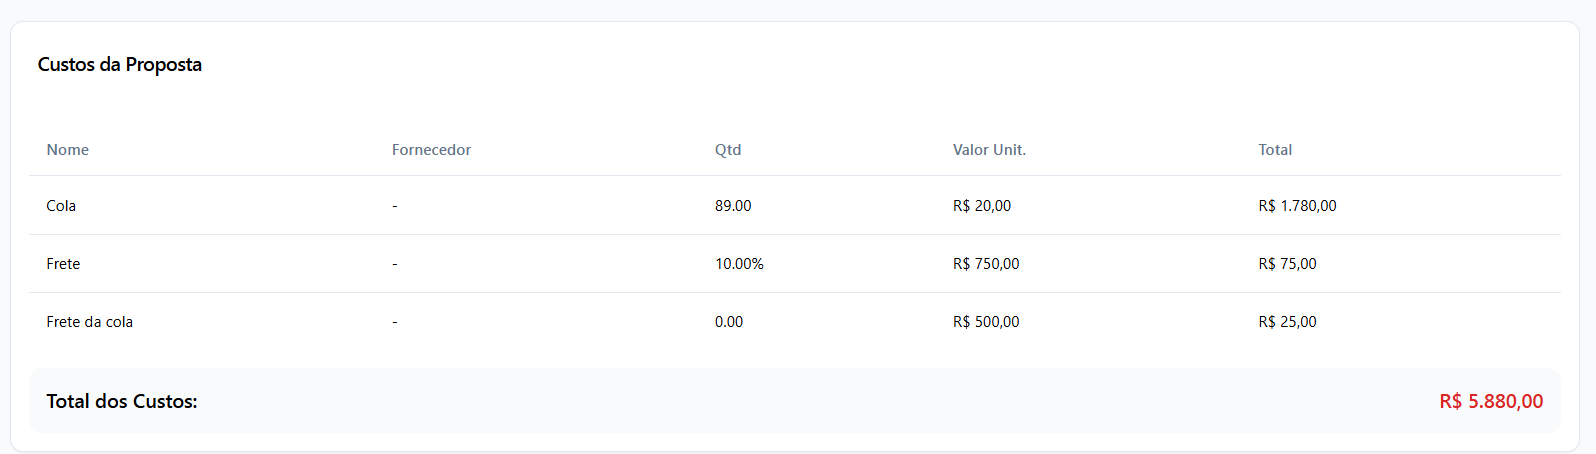 Custos da Proposta
Nome Fornecedor Qtd Valor Unit. Total
Cola - 89.00 R$ 20,00 R$ 1.780,00
Frete - 10.00% R$ 750,00 R$ 75,00
Frete da cola - 0.00 R$ 500,00 R$ 25,00
Total dos Custos: R$ 5.880,00